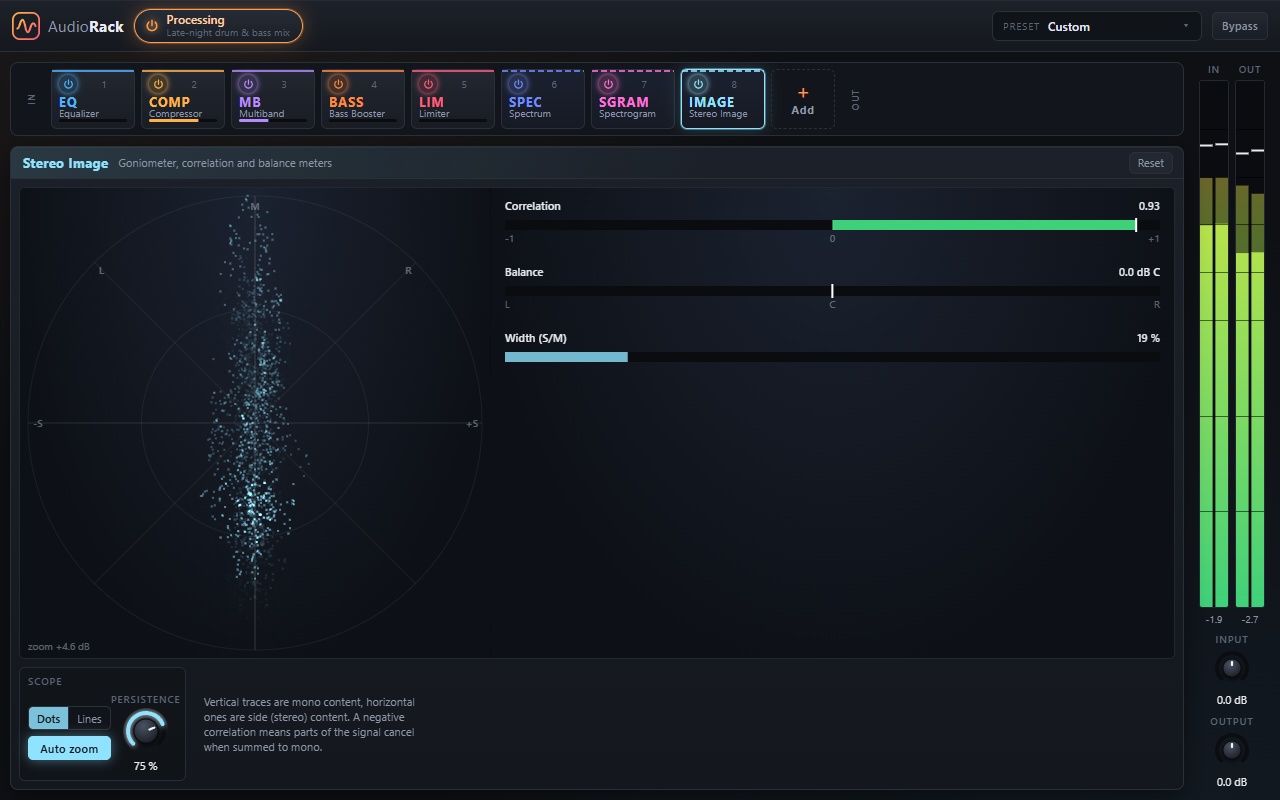 AudioRack
Processing
Late-night drum & bass mix
PRESET Custom
Bypass
IN
1
EQ
Equalizer
2
COMP
Compressor
3
MB
Multiband
4
BASS
Bass Booster
5
LIM
Limiter
6
SPEC
Spectrum
7
SGRAM
Spectrogram
8
IMAGE
Stereo Image
+
Add
OUT
IN OUT
Stereo Image Goniometer, correlation and balance meters
Reset
M
L
R
-S
+S
zoom +4.6 dB
Correlation 0.93
-1 0 +1
Balance 0.0 dB C
L C R
Width (S/M) 19 %
-1.9 -2.7
INPUT
0.0 dB
OUTPUT
0.0 dB
SCOPE
Dots Lines
Auto zoom
PERSISTENCE
75 %
Vertical traces are mono content, horizontal
ones are side (stereo) content. A negative
correlation means parts of the signal cancel
when summed to mono.